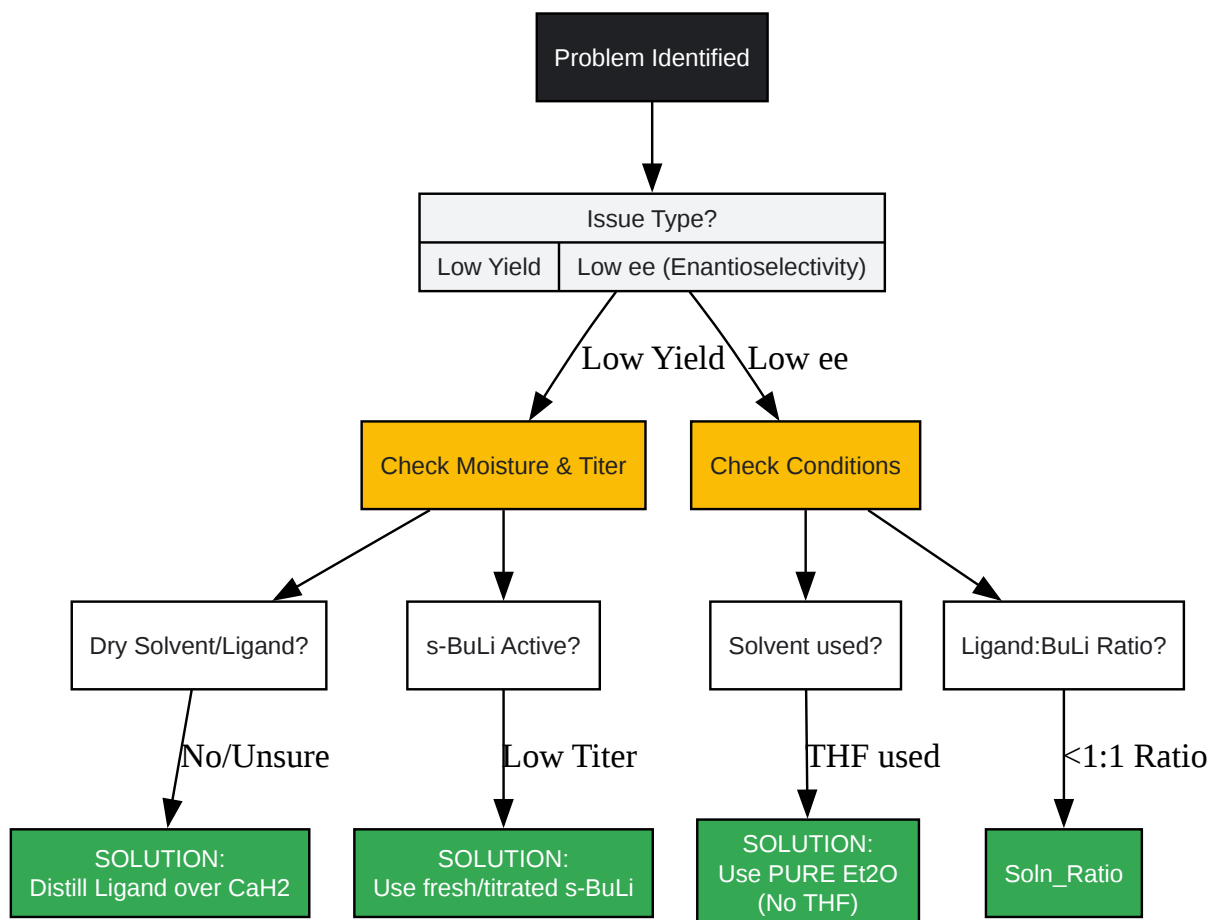 Problem Identified
Issue Type?
Low Yield
Low ee (Enantioselectivity)
Low Yield
Low ee
Check Moisture & Titer
Check Conditions
Dry Solvent/Ligand?
s-BuLi Active?
Solvent used?
Ligand:BuLi Ratio?
No/Unsure
Low Titer
THF used
<1:1 Ratio
SOLUTION:
Distill Ligand over CaH2
SOLUTION:
Use fresh/titrated s-BuLi
SOLUTION:
Use PURE Et2O
(No THF)
Soln_Ratio